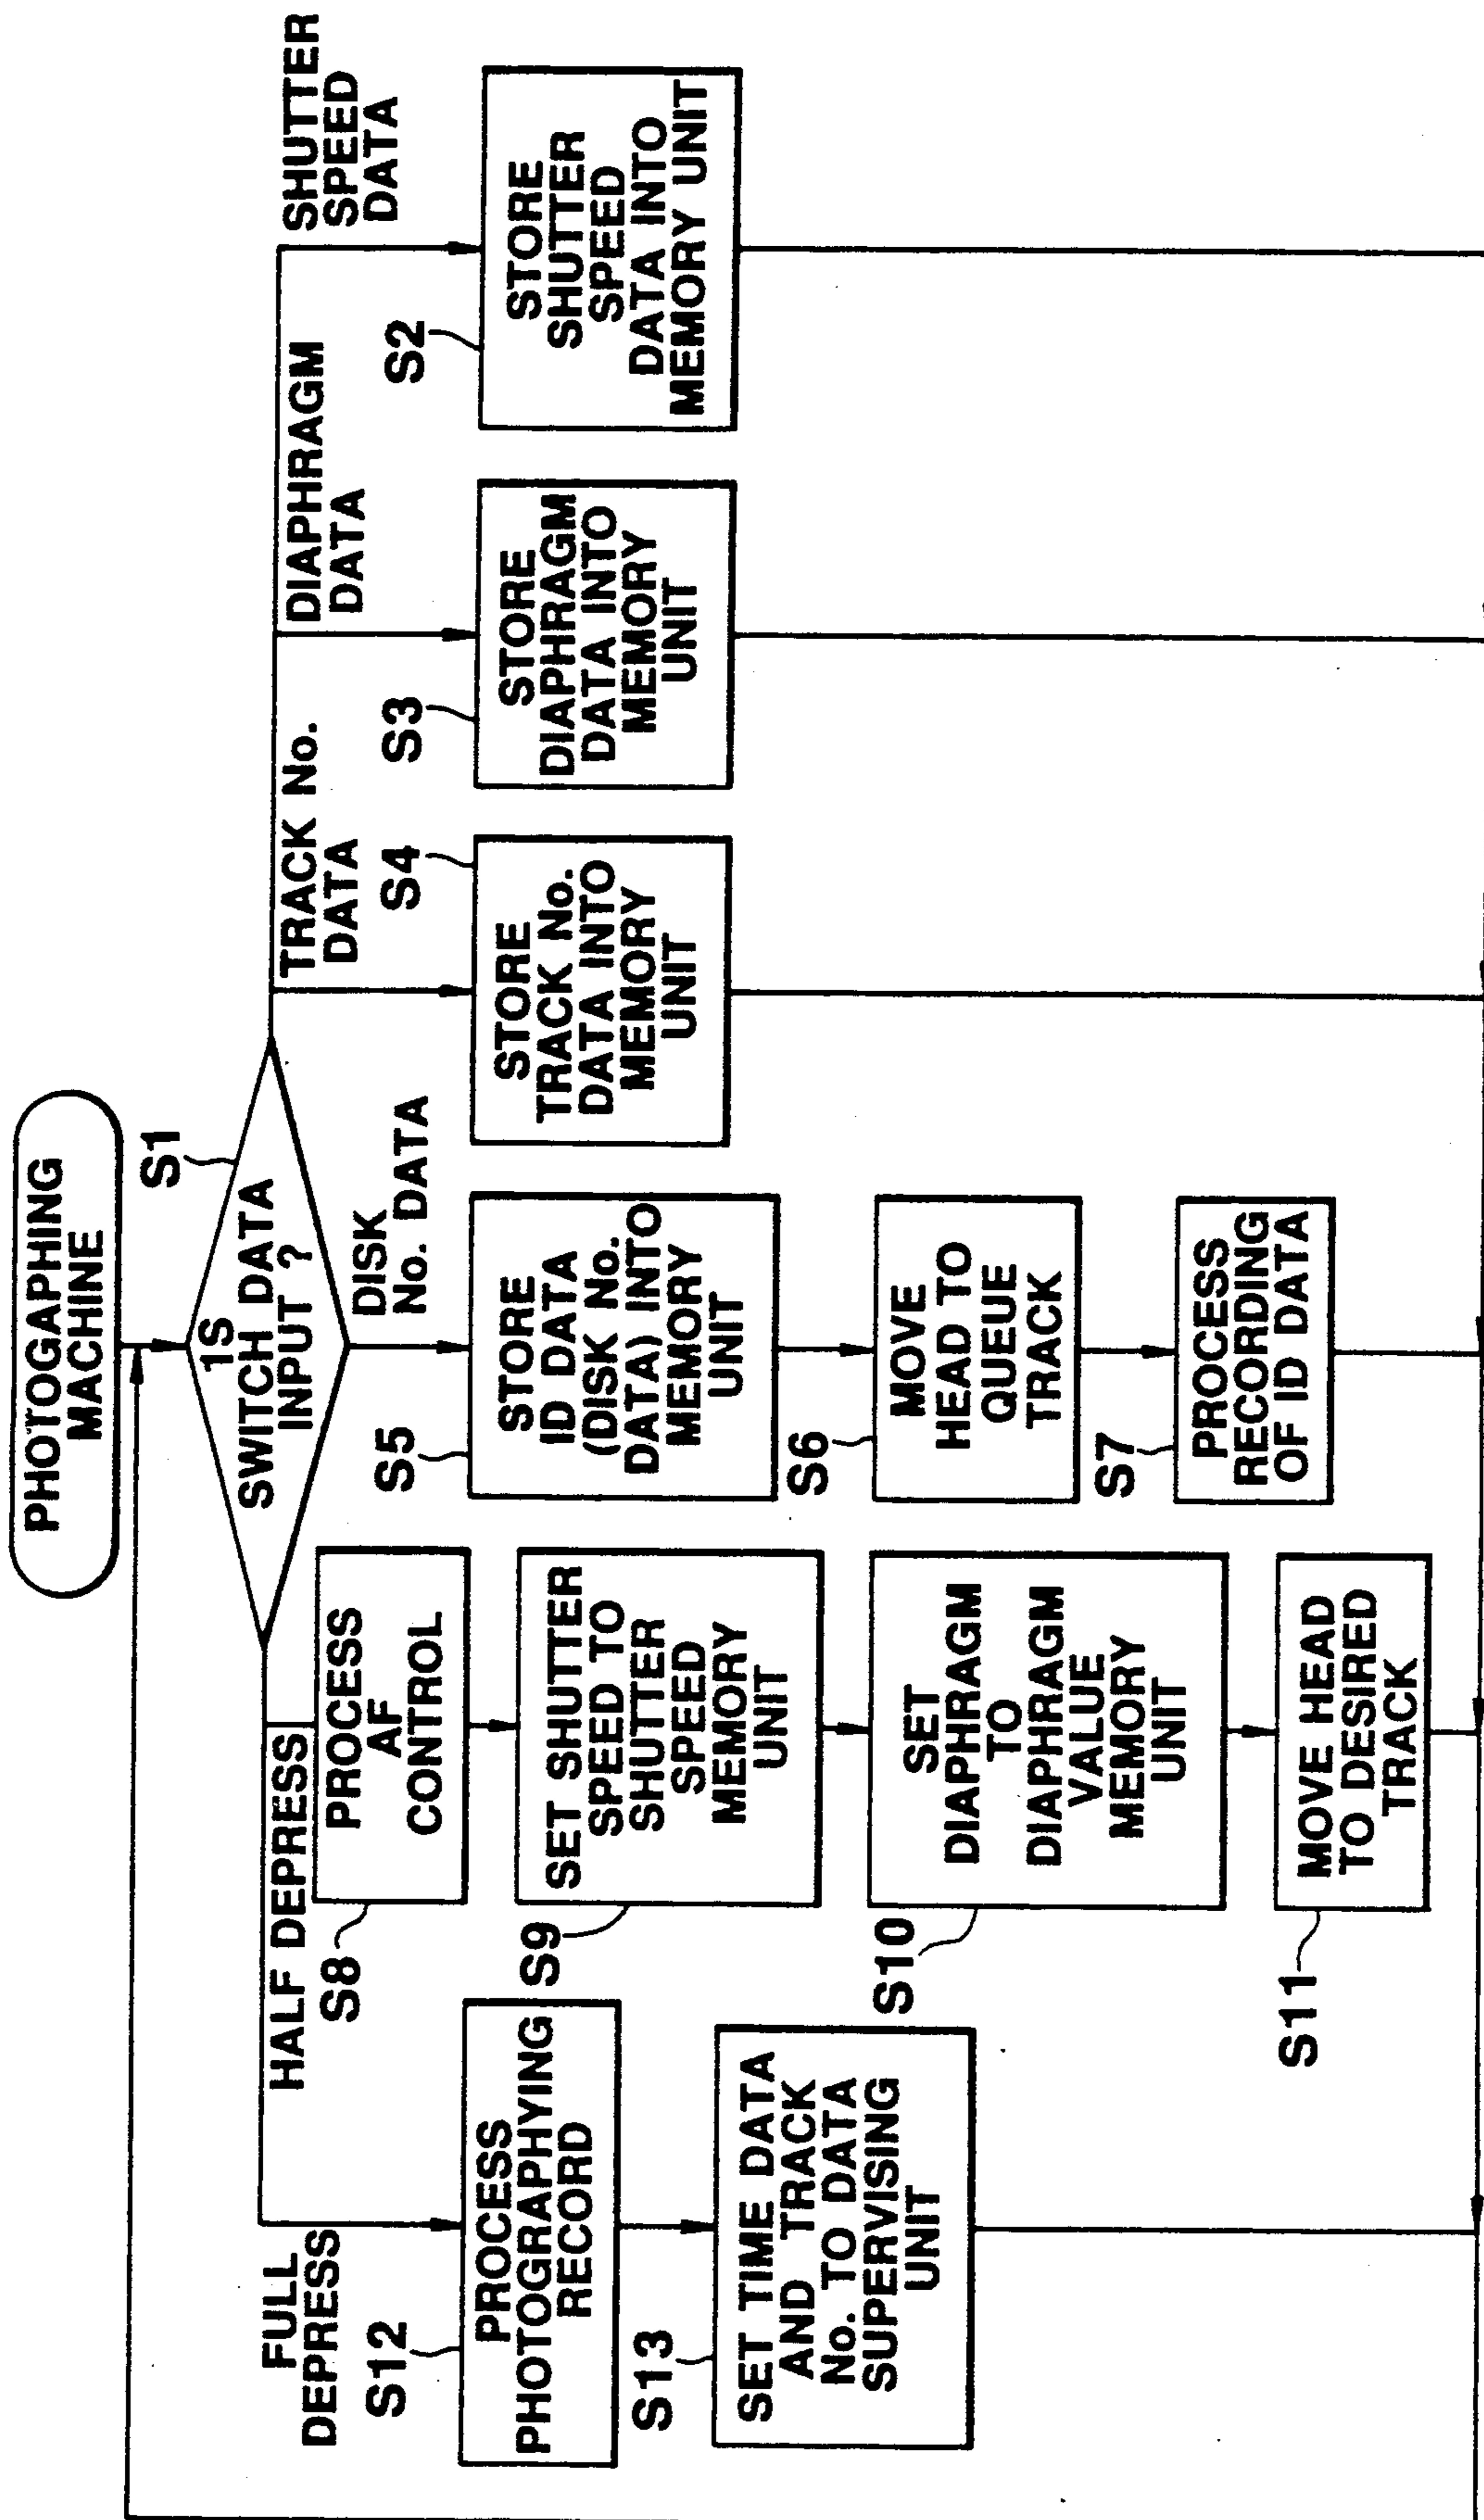 PHOTOGAPHING
MACHINE
S1
1S
SWITCH DATA
INPUT ?
FULL
DEPRESS
HALF DEPRESS
DISK
No. DATA
TRACK No.
DATA
DIAPHRAGM
DATA
SHUTTER
SPEED
DATA
S12
PROCESS
PHOTOGRAPHYING
RECORD
S13
SET TIME DATA
AND TRACK
No. TO DATA
SUPERVISING
UNIT
S8
PROCESS
AF
CONTROL
S9
SET SHUTTER
SPEED TO
SHUTTER
SPEED
MEMORY
UNIT
S10
SET
DIAPHRAGM
TO
DIAPHRAGM
VALUE
MEMORY
UNIT
S11
MOVE HEAD
TO DESIRED
TRACK
S5
STORE
ID DATA
(DISK No.
DATA) INTO
MEMORY
UNIT
S6
MOVE
HEAD TO
QUEUE
TRACK
S7
PROCESS
RECORDING
OF ID DATA
S4
STORE
TRACK No.
DATA INTO
MEMORY
UNIT
S3
STORE
DIAPHRAGM
DATA INTO
MEMORY
UNIT
S2
STORE
SHUTTER
SPEED
DATA INTO
MEMORY UNIT